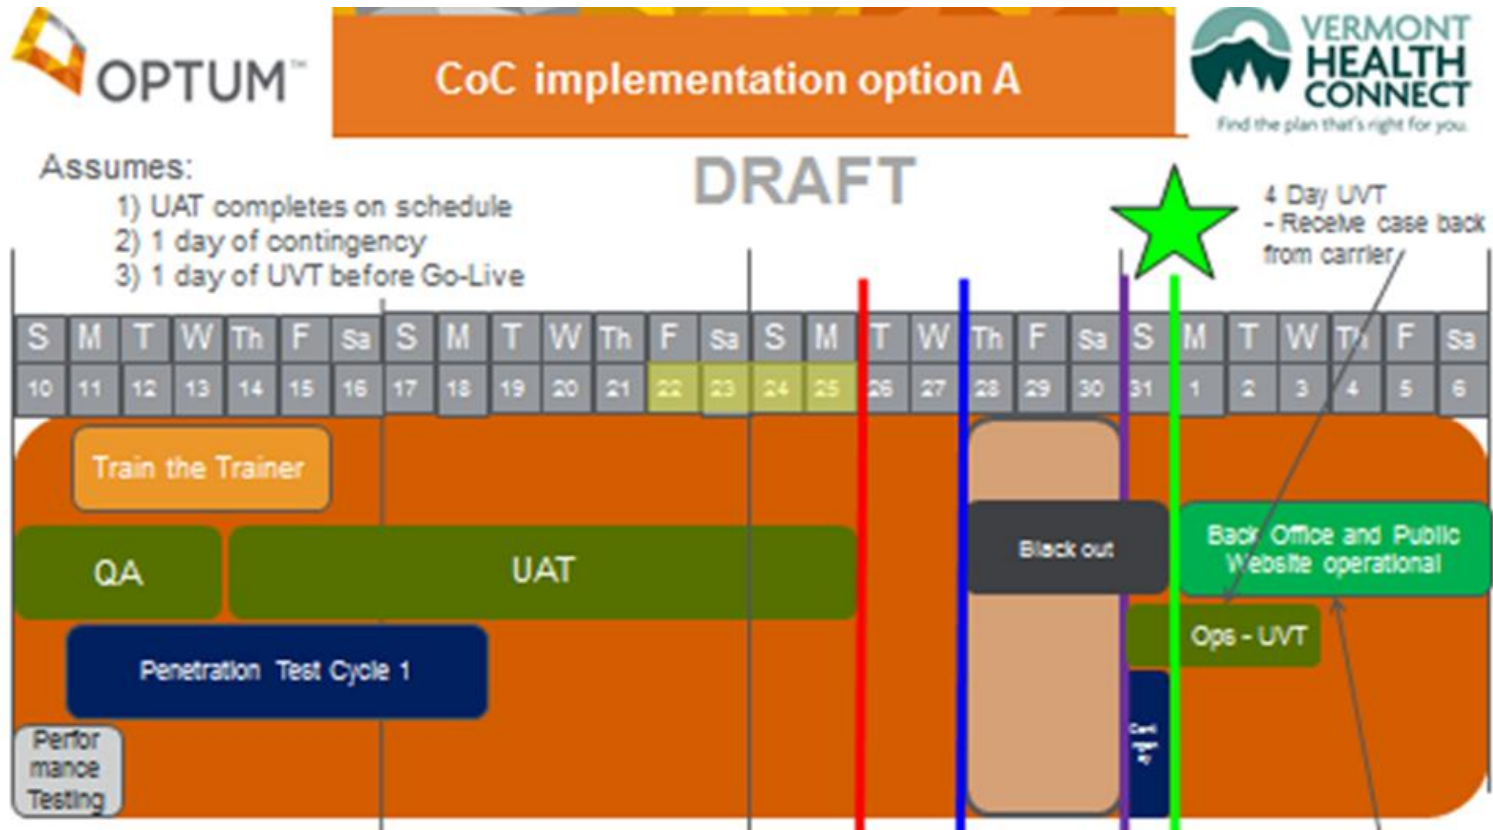 OPTUM™
CoC implementation option A
VERMONT
HEALTH
CONNECT
Find the plan that's right for you.
Assumes:
1) UAT completes on schedule
2) 1 day of contingency
3) 1 day of UVT before Go-Live
DRAFT
4 Day UVT
- Receive case back
from carrier
S M T W Th F Sa S M T W Th F Sa S M T W Th F Sa S M T W Th F Sa
10 11 12 13 14 15 16 17 18 19 20 21 22 23 24 25 26 27 28 29 30 31 1 2 3 4 5 6
Train the Trainer
QA
UAT
Black out
Back Office and Public
Website operational
Ops - UVT
Penetration Test Cycle 1
Perfor
mance
Testing